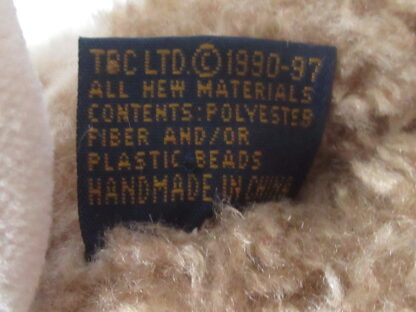 TBC LTD.©1990-97
ALL NEW MATERIALS
CONTENTS:POLYESTER
FIBER AND/OR
PLASTIC BEADS
HANDMADE IN CHINA